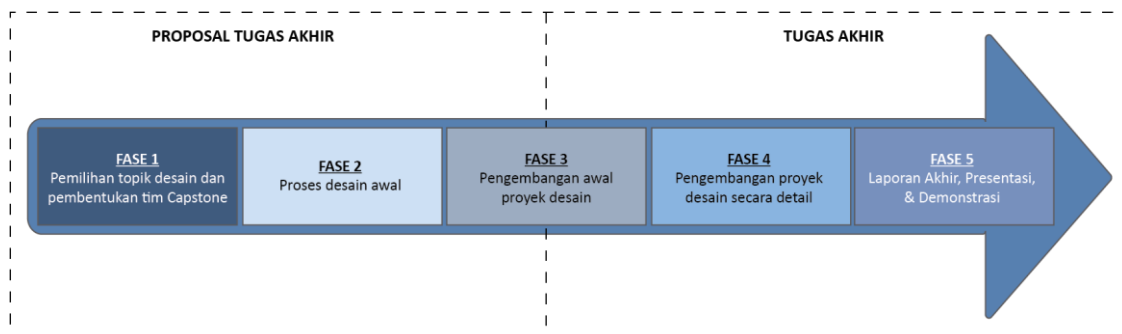 PROPOSAL TUGAS AKHIR
TUGAS AKHIR
FASE 1
Pemilihan topik desain dan
pembentukan tim Capstone
FASE 2
Proses desain awal
FASE 3
Pengembangan awal
proyek desain
FASE 4
Pengembangan proyek
desain secara detail
FASE 5
Laporan Akhir, Presentasi,
& Demonstrasi